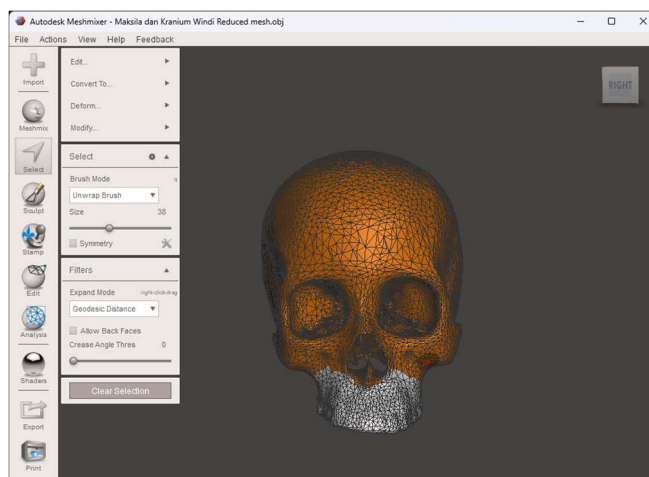 Autodesk Meshmixer - Maksila dan Kranium Windi Reduced mesh.obj
File Actions View Help Feedback
Import
Meshmix
Select
Sculpt
Stamp
Edit
Analysis
Shaders
Export
Print
Edit...
Convert To...
Deform...
Modify...
Select
Brush Mode q
Unwrap Brush
Size 38
Symmetry
Filters
Expand Mode right-click-drag
Geodesic Distance
Allow Back Faces
Crease Angle Thres 0
Clear Selection
RIGHT